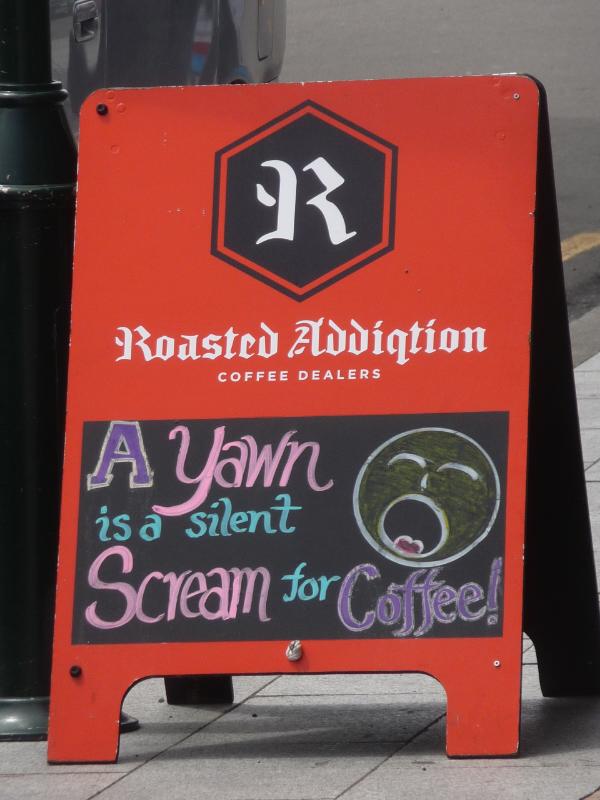 R
Roasted Addiqtion
COFFEE DEALERS
A Yawn
is a silent
Scream for Coffee!